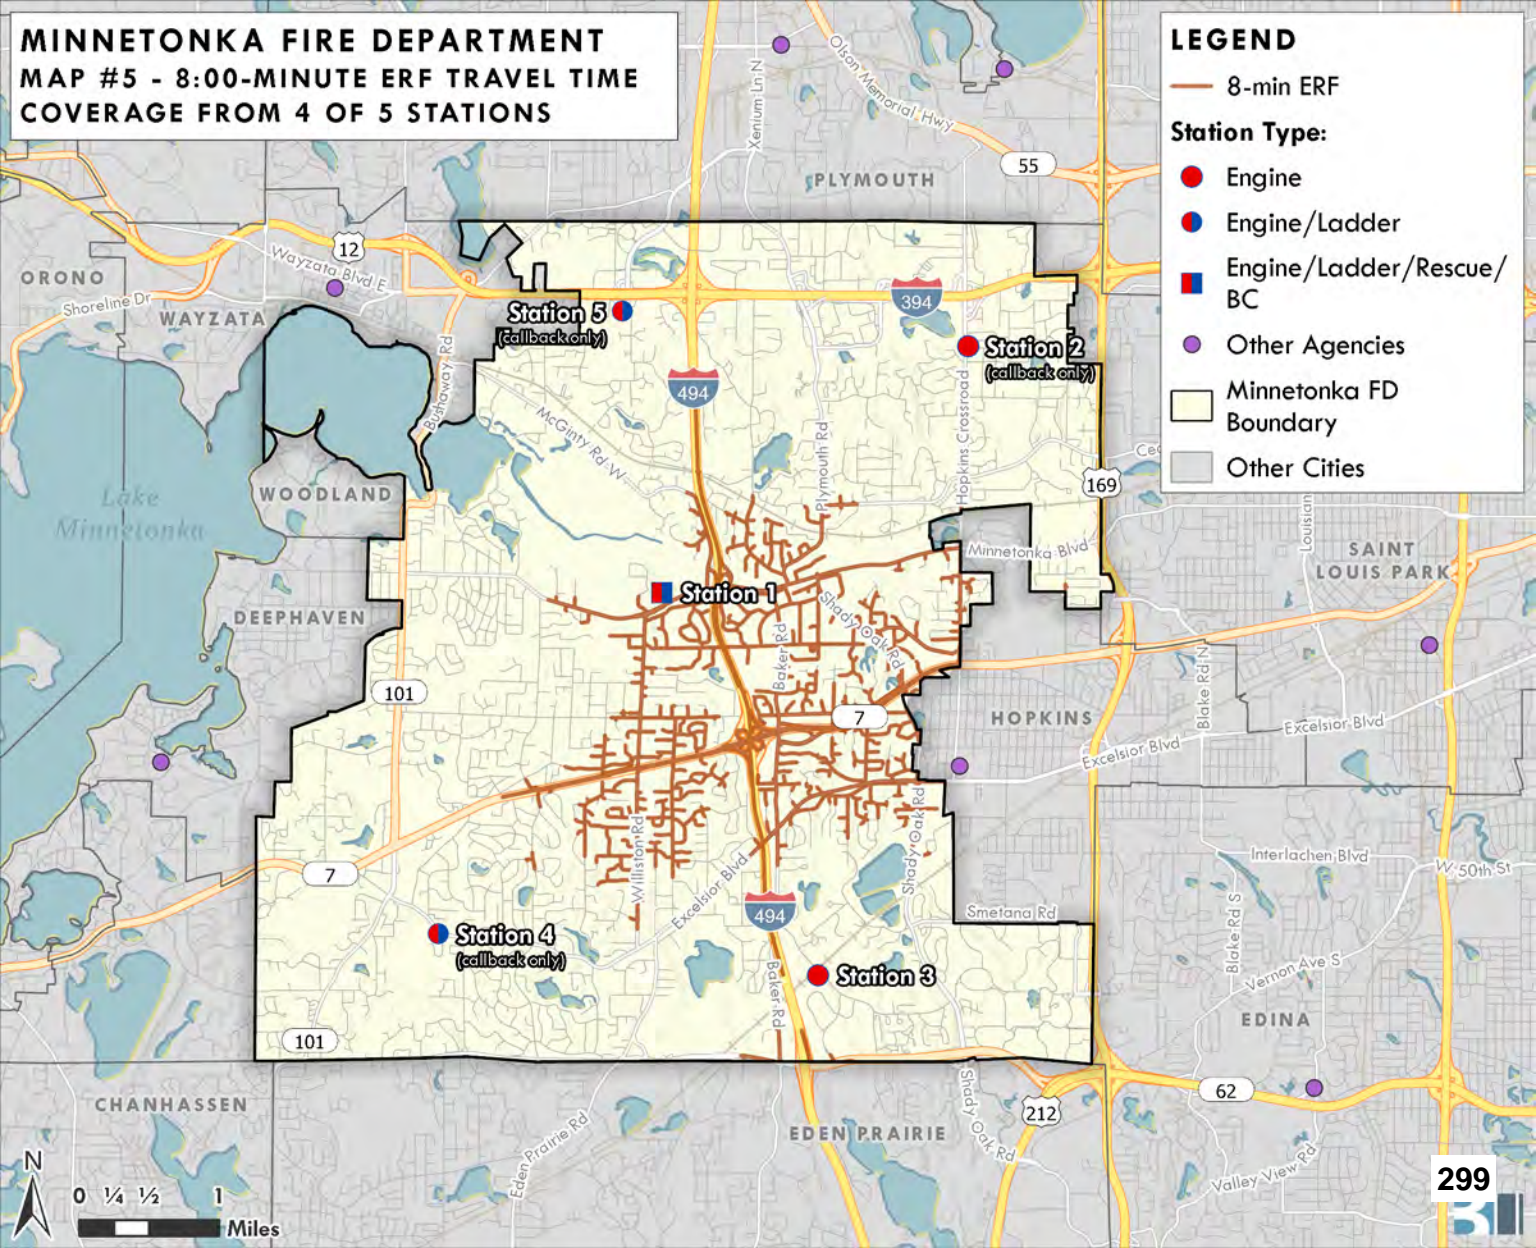 MINNETONKA FIRE DEPARTMENT
MAP #5 - 8:00-MINUTE ERF TRAVEL TIME
COVERAGE FROM 4 OF 5 STATIONS
LEGEND
8-min ERF
Station Type:
Engine
Engine/Ladder
Engine/Ladder/Rescue/
BC
Other Agencies
Minnetonka FD
Boundary
Other Cities
Xenium Ln N
Olson Memorial Hwy
55
PLYMOUTH
12
Wayzata Blvd E
ORONO
Shoreline Dr
WAYZATA
394
Station 5
(callback only)
Station 2
(callback only)
494
Bushaway Rd
McGinty Rd W
Plymouth Rd
Hopkins Crossroad
169
WOODLAND
Lake
Minnetonka
Minnetonka Blvd
Louisian
SAINT
LOUIS PARK
Station 1
DEEPHAVEN
Shady Oak Rd
Baker Rd
101
7
HOPKINS
Blake Rd N
Excelsior Blvd
Excelsior Blvd
Williston Rd
Shady Oak Rd
Excelsior Blvd
7
Interlachen Blvd
W 50th St
494
Smetana Rd
Blake Rd S
Station 4
(callback only)
Station 3
Baker Rd
Vernon Ave S
EDINA
101
CHANHASSEN
Shady Oak Rd
212
62
EDEN PRAIRIE
Eden Prairie Rd
Valley View Rd
N
0 ¼ ½ 1
Miles
299